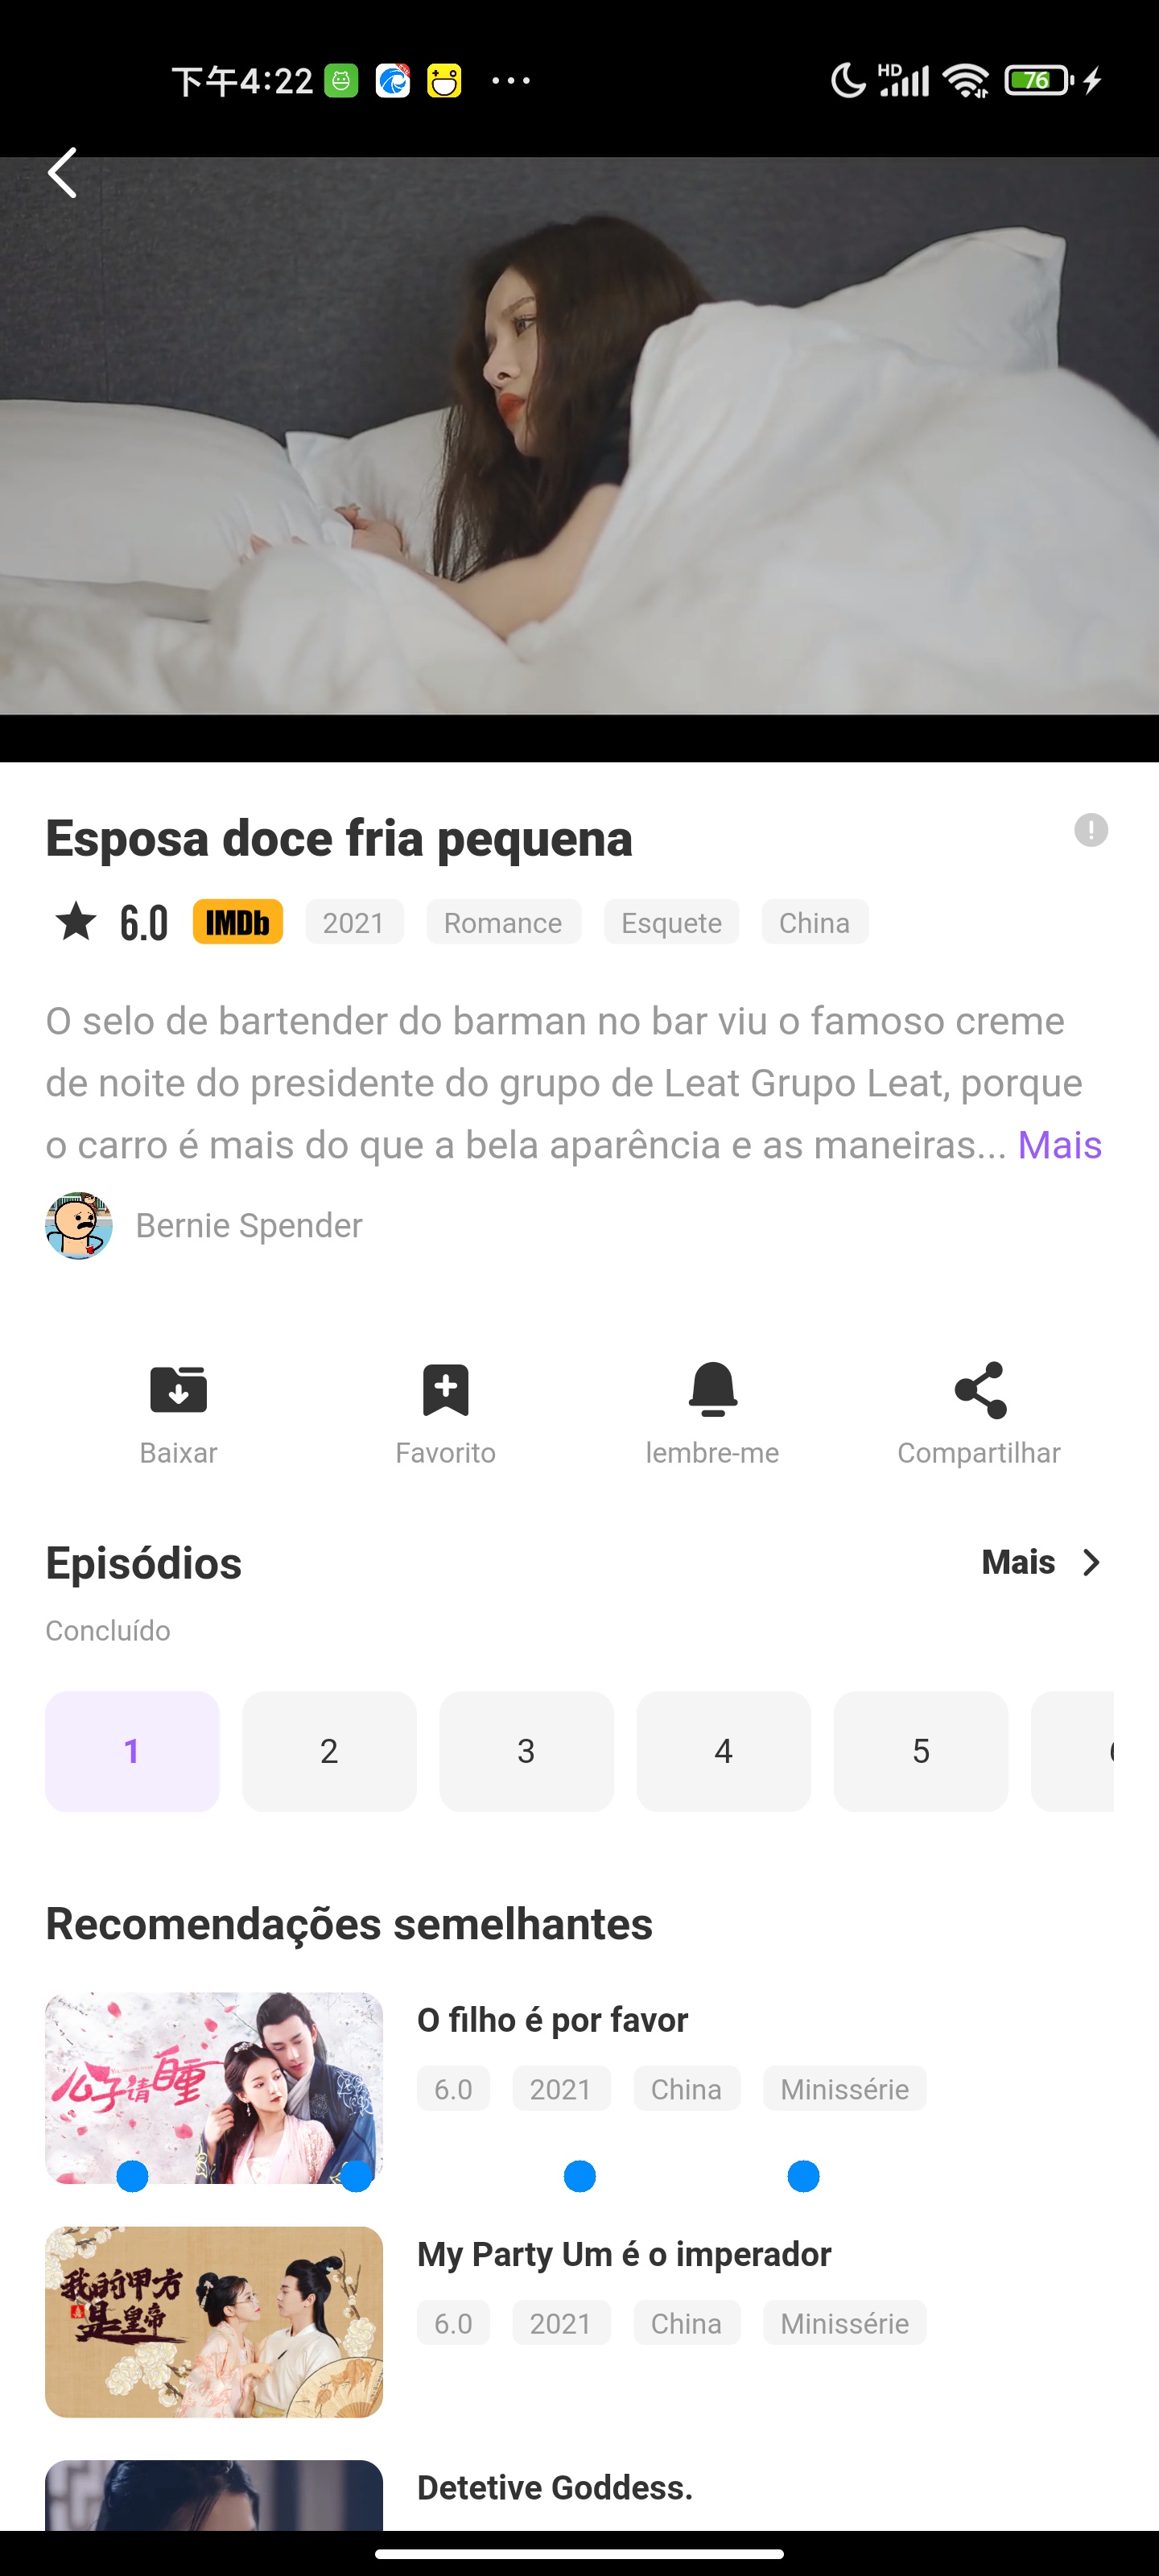 下午4:22
HD
76
Esposa doce fria pequena
6.0 IMDb 2021 Romance Esquete China
O selo de bartender do barman no bar viu o famoso creme
de noite do presidente do grupo de Leat Grupo Leat, porque
o carro é mais do que a bela aparência e as maneiras... Mais
Bernie Spender
Baixar Favorito lembre-me Compartilhar
Episódios Mais
Concluído
1 2 3 4 5
Recomendações semelhantes
公子请自重
O filho é por favor
6.0 2021 China Minissérie
我的甲方
是皇帝
My Party Um é o imperador
6.0 2021 China Minissérie
Detetive Goddess.